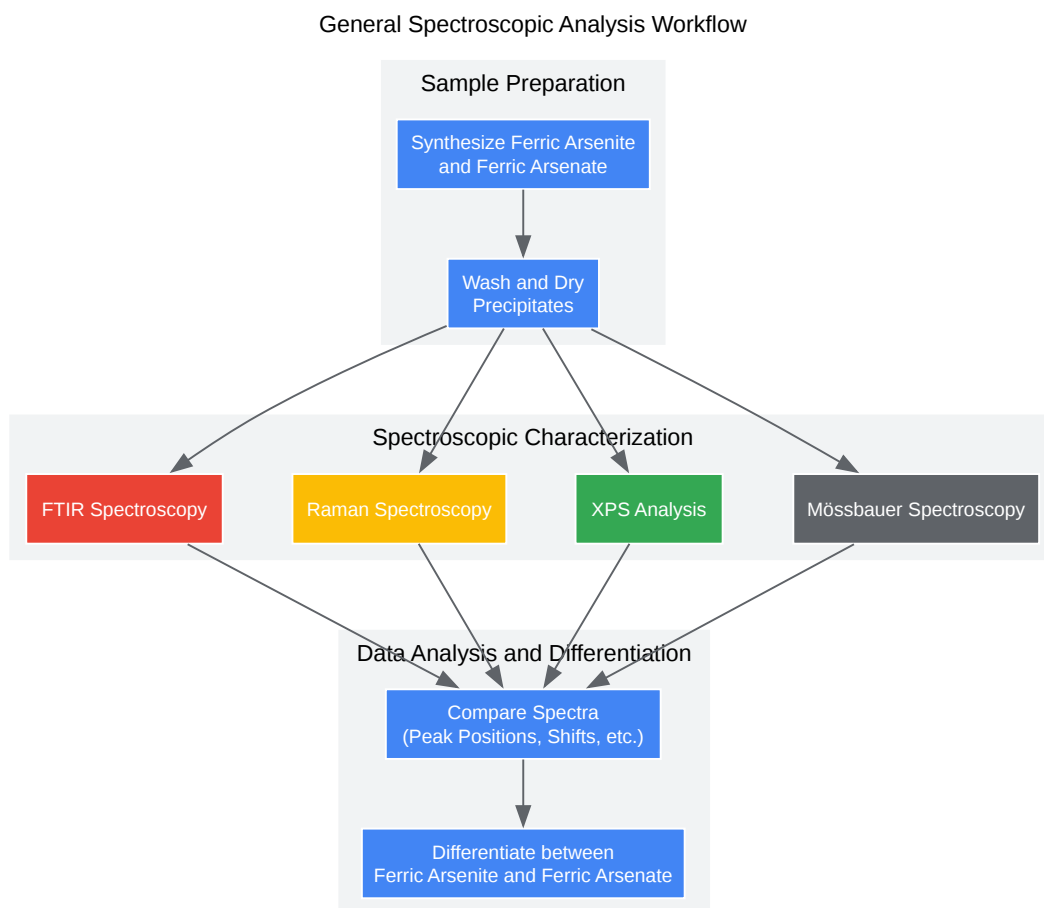 General Spectroscopic Analysis Workflow
Sample Preparation
Synthesize Ferric Arsenite
and Ferric Arsenate
Wash and Dry
Precipitates
Spectroscopic Characterization
FTIR Spectroscopy
Raman Spectroscopy
XPS Analysis
Mössbauer Spectroscopy
Data Analysis and Differentiation
Compare Spectra
(Peak Positions, Shifts, etc.)
Differentiate between
Ferric Arsenite and Ferric Arsenate